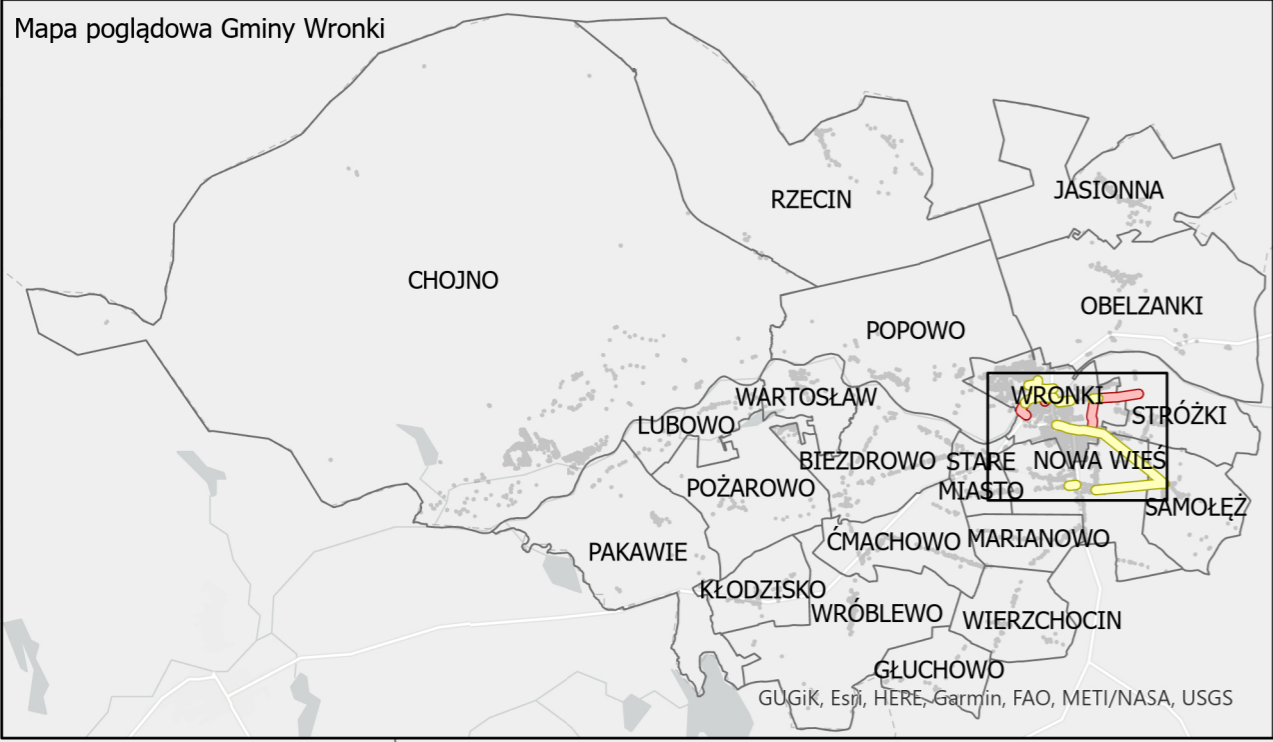 Mapa poglądowa Gminy Wronki
RZECIN
JASIONNA
CHOJNO
OBELZANKI
POPOWO
WARTOSŁAW
WRONKI
LUBOWO
STRÓŻKI
BIEZDROWO
STARE
MIASTO
NOWA WIEŚ
POŻAROWO
SAMOŁĘŻ
PAKAWIE
ĆMACHOWO
MARIANOWO
KŁODZISKO
WRÓBLEWO
WIERZCHOCIN
GŁUCHOWO
GUGiK, Esri, HERE, Garmin, FAO, METI/NASA, USGS